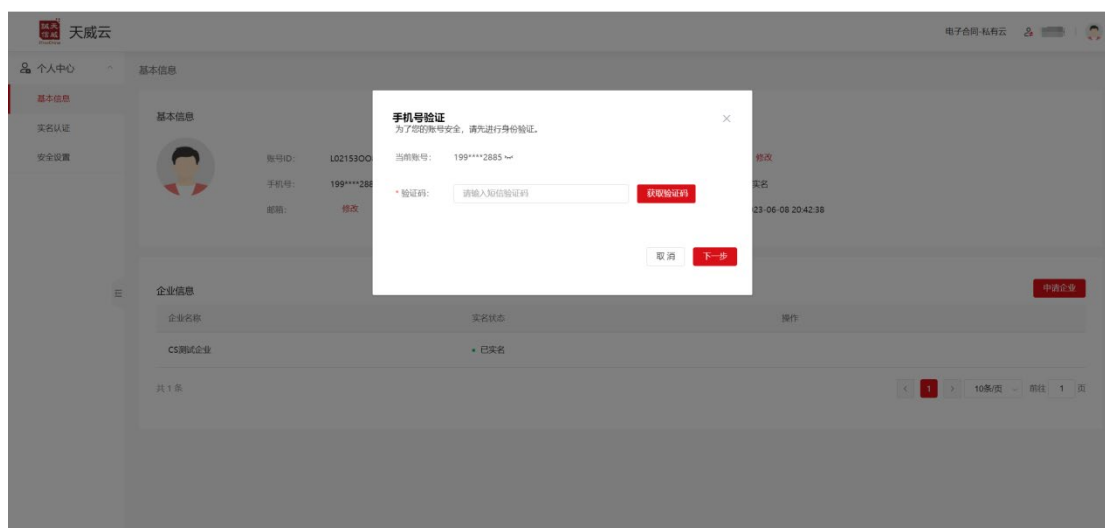 天威云
电子合同-私有云
个人中心
基本信息
实名认证
安全设置
基本信息
基本信息
账号ID: L02153OO
手机号: 199****288
邮箱: 修改
修改
实名
23-06-08 20:42:38
手机号验证
为了您的账号安全，请先进行身份验证。
当前账号: 199****2885
* 验证码: 请输入短信验证码 获取验证码
取消 下一步
企业信息 申请企业
企业名称 实名状态 操作
CS测试企业 已实名
共 1 条 < 1 > 10条/页 前往 1 页